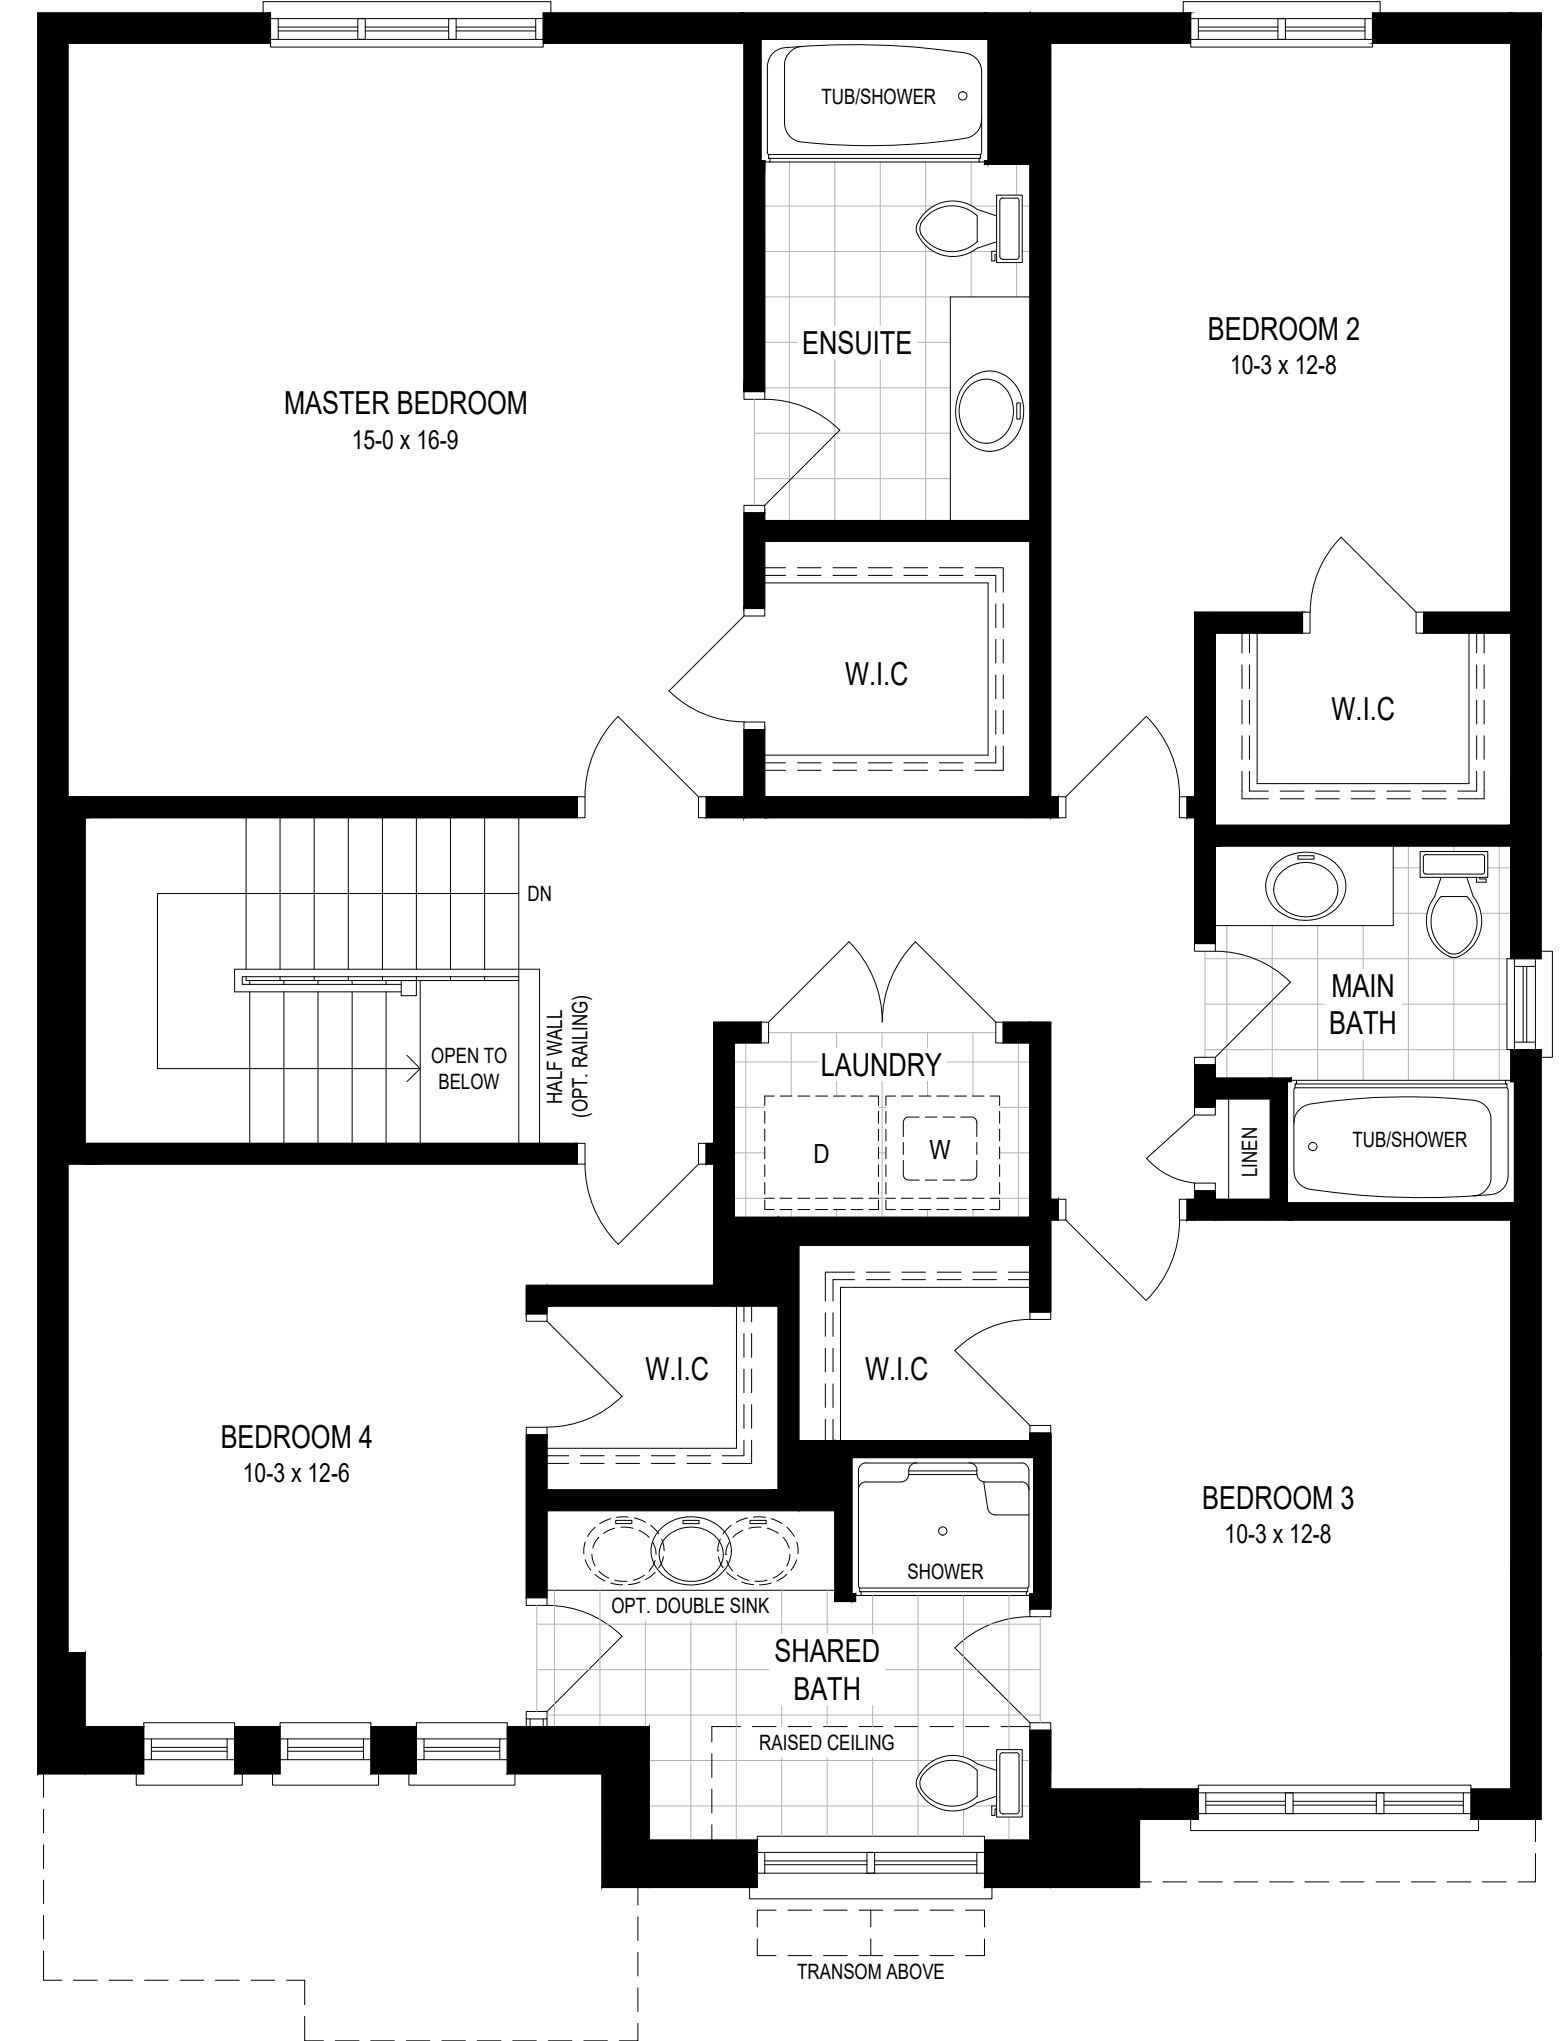 TUB/SHOWER
ENSUITE
BEDROOM 2
10-3 x 12-8
MASTER BEDROOM
15-0 x 16-9
W.I.C
W.I.C
DN
MAIN
BATH
OPEN TO
BELOW
HALF WALL
(OPT. RAILING)
LAUNDRY
D
W
LINEN
TUB/SHOWER
W.I.C
W.I.C
BEDROOM 4
10-3 x 12-6
BEDROOM 3
10-3 x 12-8
SHOWER
OPT. DOUBLE SINK
SHARED
BATH
RAISED CEILING
TRANSOM ABOVE